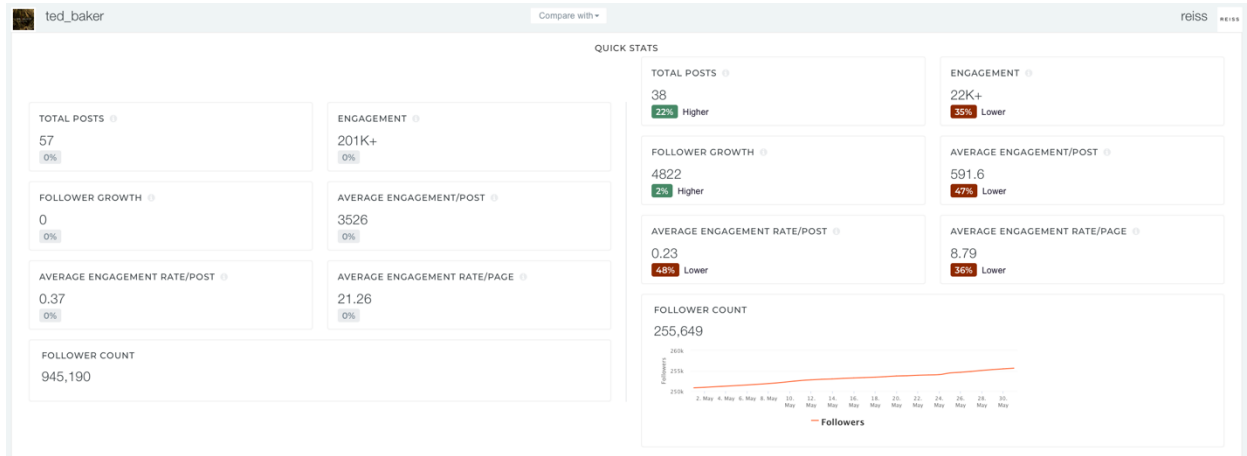 ted_baker
Compare with
reiss
REISS
QUICK STATS
TOTAL POSTS
57
0%
ENGAGEMENT
201K+
0%
FOLLOWER GROWTH
0
0%
AVERAGE ENGAGEMENT/POST
3526
0%
AVERAGE ENGAGEMENT RATE/POST
0.37
0%
AVERAGE ENGAGEMENT RATE/PAGE
21.26
0%
FOLLOWER COUNT
945,190
TOTAL POSTS
38
22% Higher
ENGAGEMENT
22K+
35% Lower
FOLLOWER GROWTH
4822
2% Higher
AVERAGE ENGAGEMENT/POST
591.6
47% Lower
AVERAGE ENGAGEMENT RATE/POST
0.23
48% Lower
AVERAGE ENGAGEMENT RATE/PAGE
8.79
36% Lower
FOLLOWER COUNT
255,649
Followers
260k
255k
250k
2. May 4. May 6. May 8. May 10. May 12. May 14. May 16. May 18. May 20. May 22. May 24. May 26. May 28. May 30. May
Followers